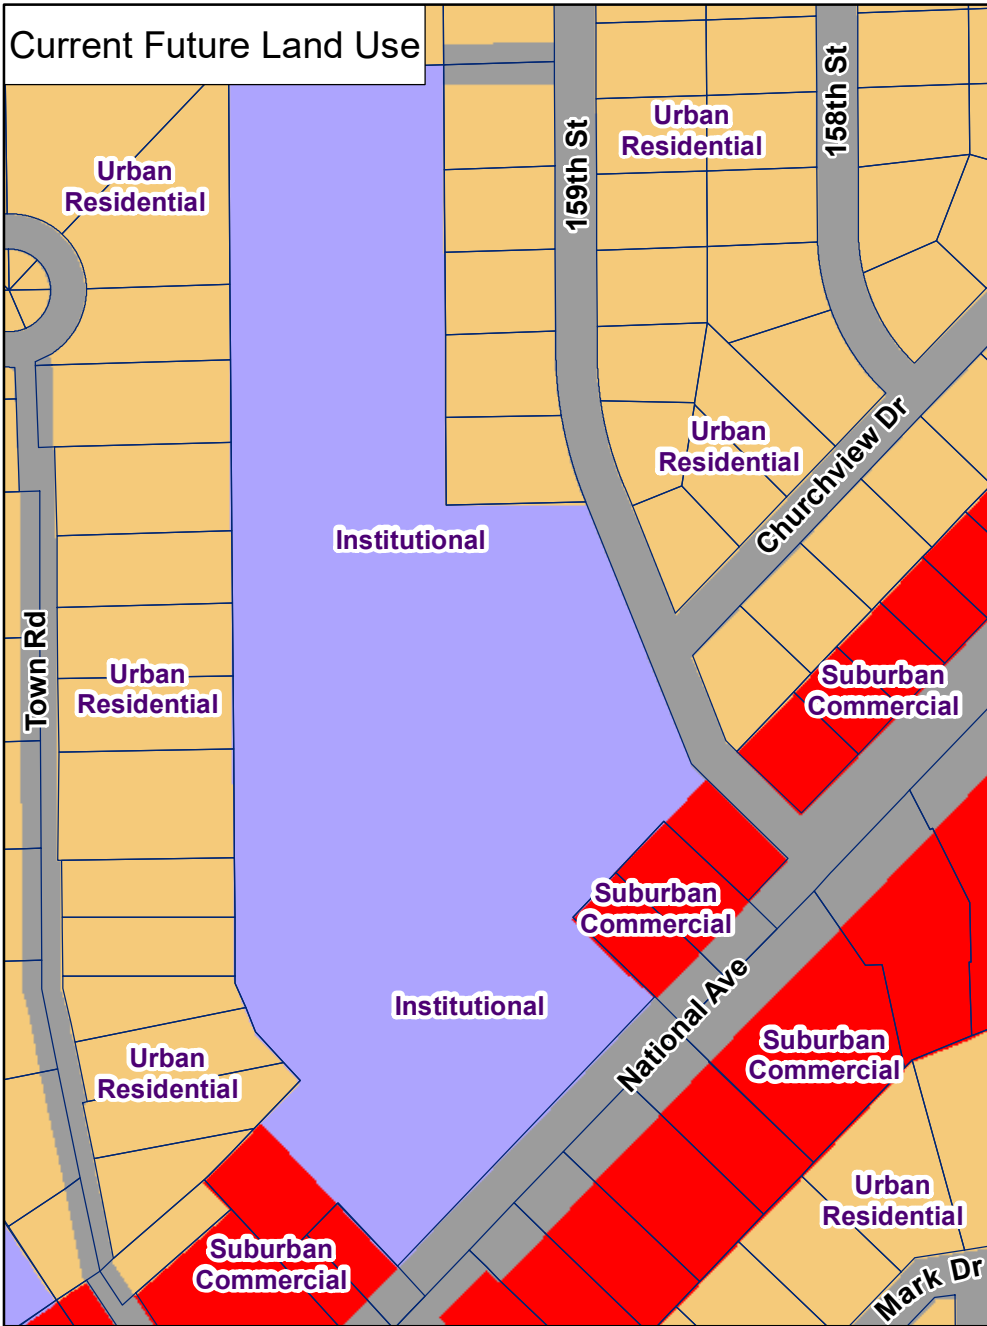 Current Future Land Use
158th St
159th St
Urban
Residential
Urban
Residential
Urban
Residential
Churchview Dr
Institutional
Town Rd
Urban
Residential
Suburban
Commercial
Suburban
Commercial
Institutional
National Ave
Suburban
Commercial
Urban
Residential
Urban
Residential
Suburban
Commercial
Mark Dr